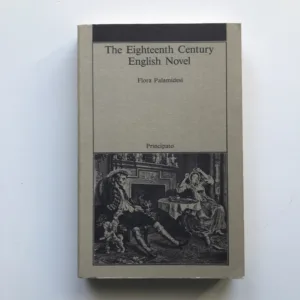 The Eighteenth Century
English Novel
Flora Palamidesi
Principato